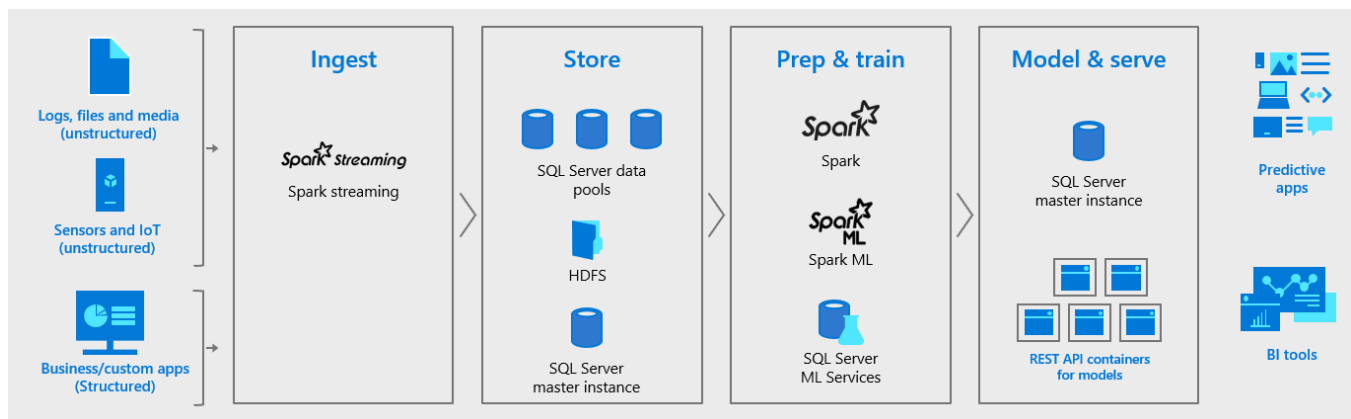 Logs, files and media
(unstructured)
Sensors and IoT
(unstructured)
Business/custom apps
(Structured)
Ingest
Spark Streaming
Spark streaming
Store
SQL Server data
pools
HDFS
SQL Server
master instance
Prep & train
Spark
Spark
Spark
ML
Spark ML
SQL Server
ML Services
Model & serve
SQL Server
master instance
REST API containers
for models
Predictive
apps
BI tools